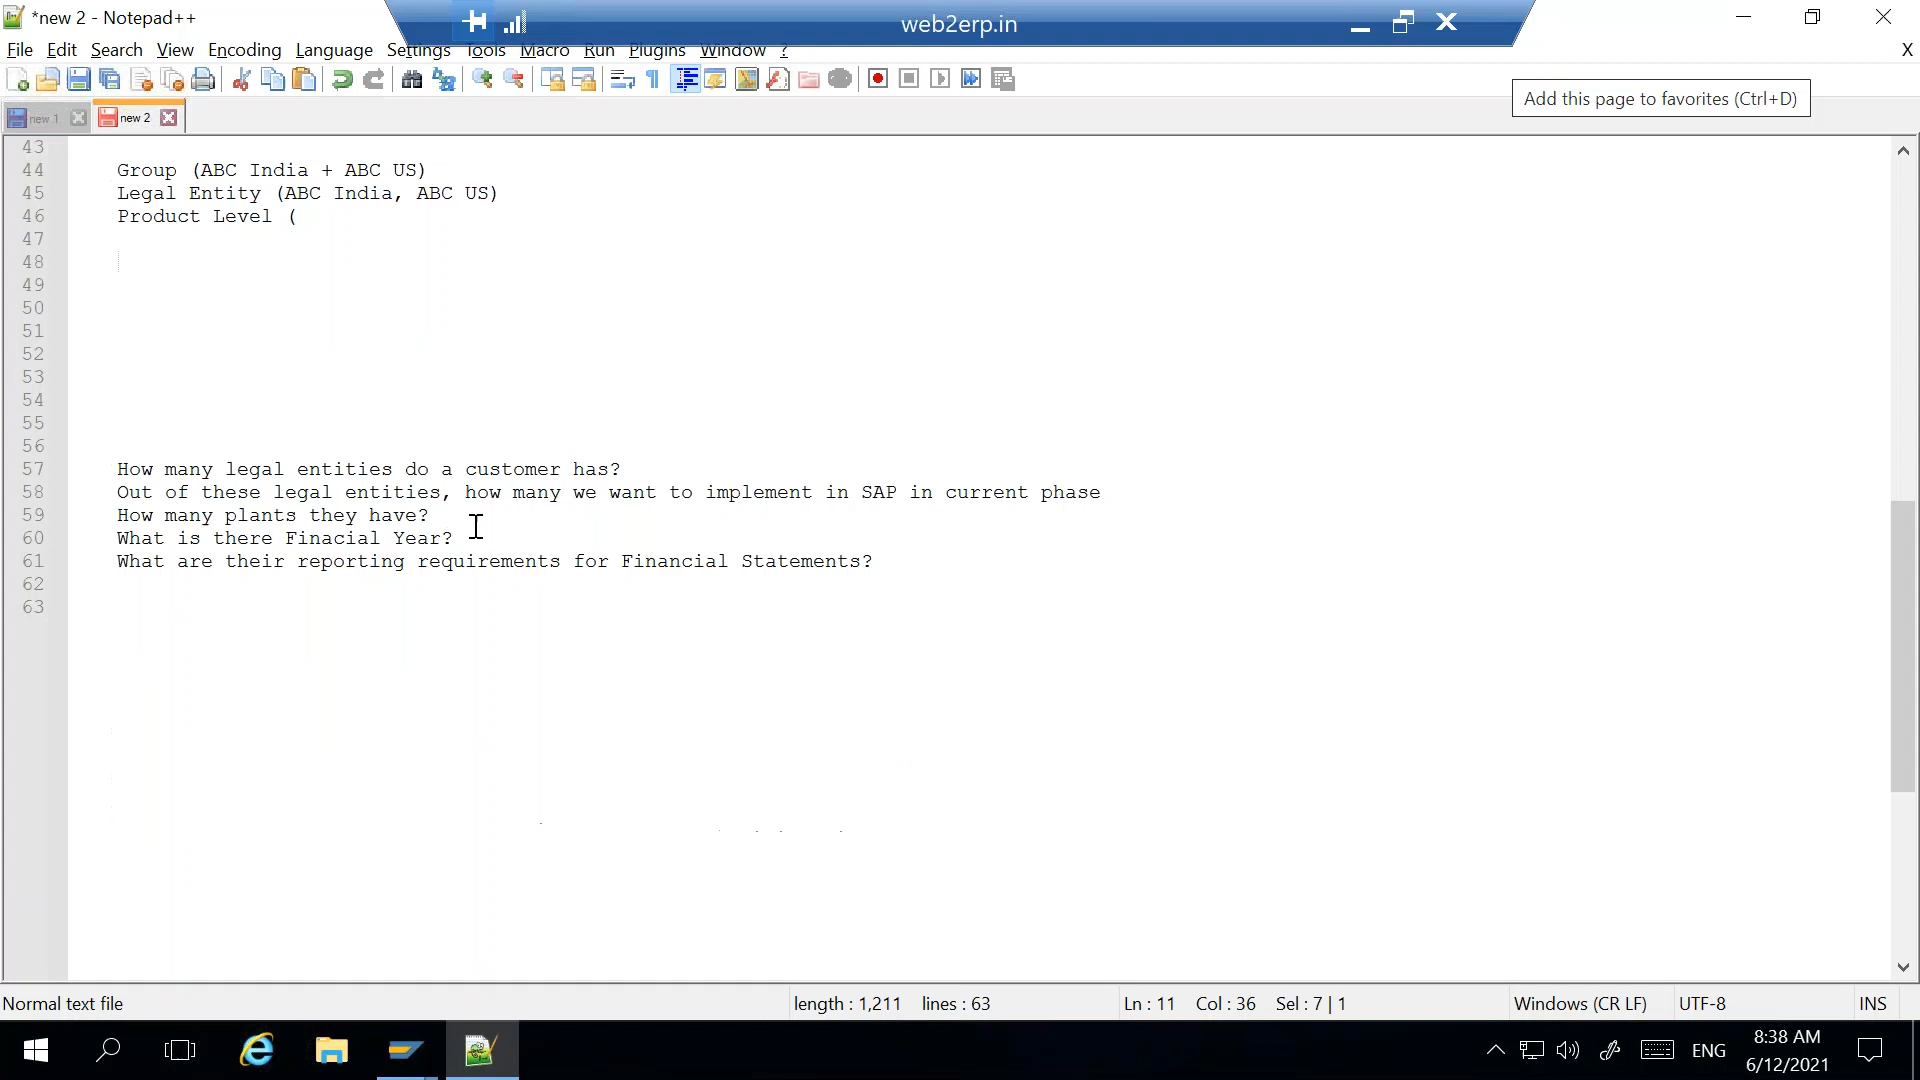 *new 2 - Notepad++
web2erp.in
File Edit Search View Encoding Language Settings Tools Macro Run Plugins Window ?
X
Add this page to favorites (Ctrl+D)
new 1
new 2
43
44 Group (ABC India + ABC US)
45 Legal Entity (ABC India, ABC US)
46 Product Level (
47
48
49
50
51
52
53
54
55
56
57 How many legal entities do a customer has?
58 Out of these legal entities, how many we want to implement in SAP in current phase
59 How many plants they have?
60 What is there Finacial Year?
61 What are their reporting requirements for Financial Statements?
62
63
Normal text file
length : 1,211 lines : 63
Ln : 11 Col : 36 Sel : 7 | 1
Windows (CR LF)
UTF-8
INS
ENG
8:38 AM
6/12/2021